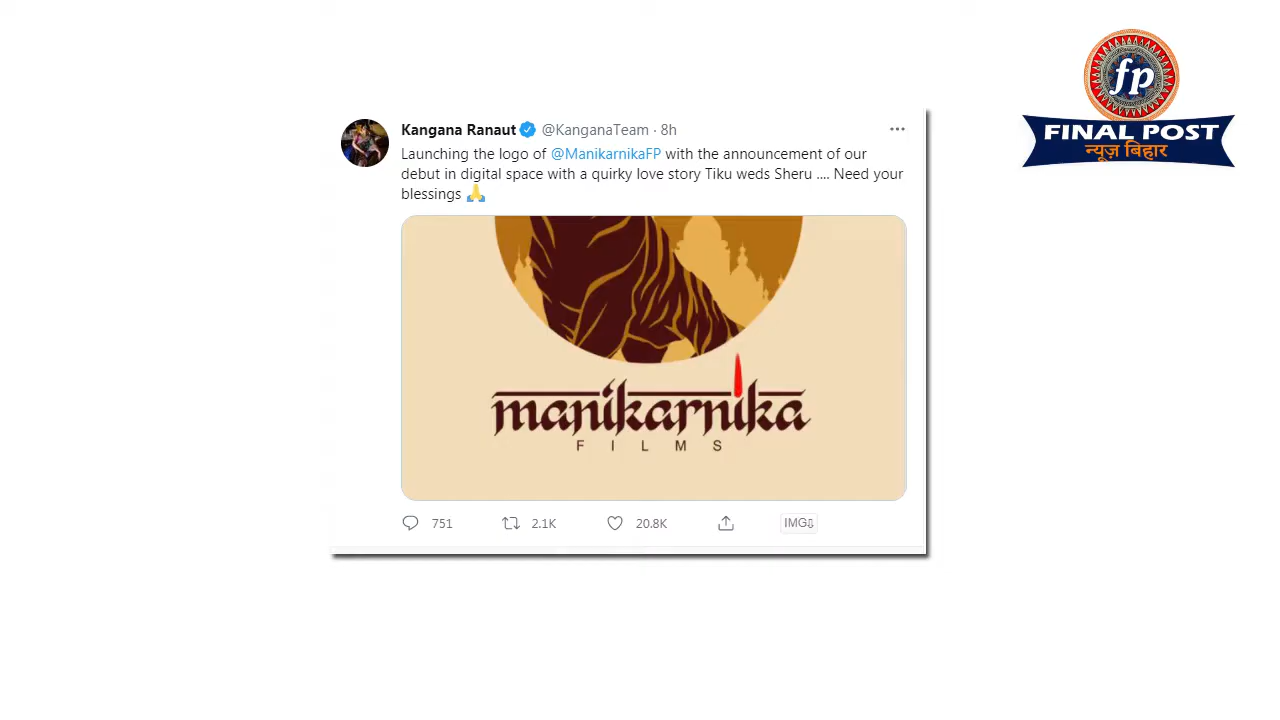 fp
FINAL POST
न्यूज़ बिहार
Kangana Ranaut @KanganaTeam · 8h
Launching the logo of @ManikarnikaFP with the announcement of our
debut in digital space with a quirky love story Tiku weds Sheru .... Need your
blessings 🙏
manikarnika
FILMS
751 2.1K 20.8K IMG⇩